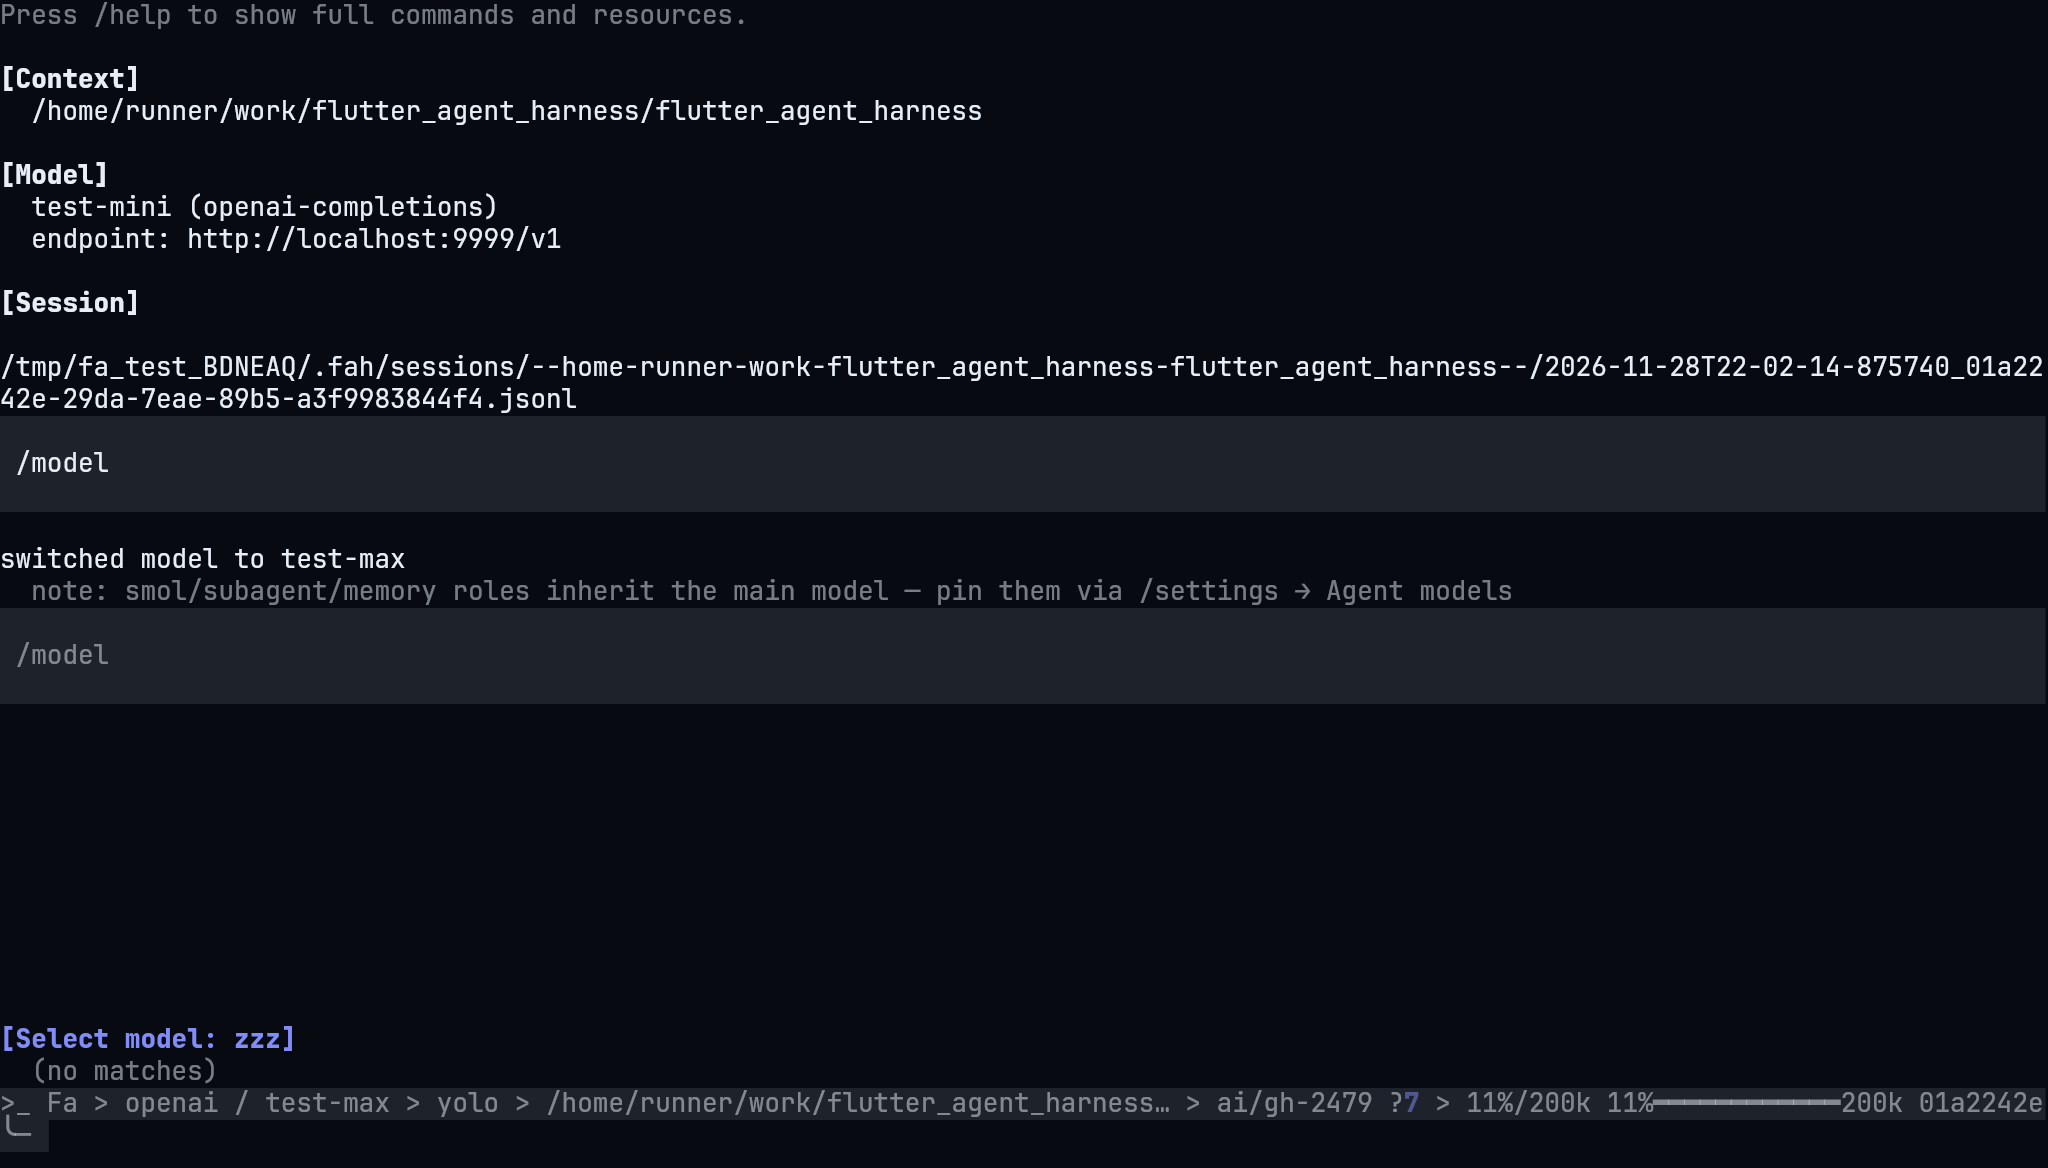 Press /help to show full commands and resources.
[Context]
/home/runner/work/flutter_agent_harness/flutter_agent_harness
[Model]
test-mini (openai-completions)
endpoint: http://localhost:9999/v1
[Session]
/tmp/fa_test_BDNEAQ/.fah/sessions/--home-runner-work-flutter_agent_harness-flutter_agent_harness--/2026-11-28T22-02-14-875740_01a22
42e-29da-7eae-89b5-a3f9983844f4.jsonl
/model
switched model to test-max
note: smol/subagent/memory roles inherit the main model — pin them via /settings → Agent models
/model
[Select model: zzz]
(no matches)
>_ Fa > openai / test-max > yolo > /home/runner/work/flutter_agent_harness… > ai/gh-2479 ?7 > 11%/200k 11%━━━━━━━━━━━━200k 01a2242e
╰─